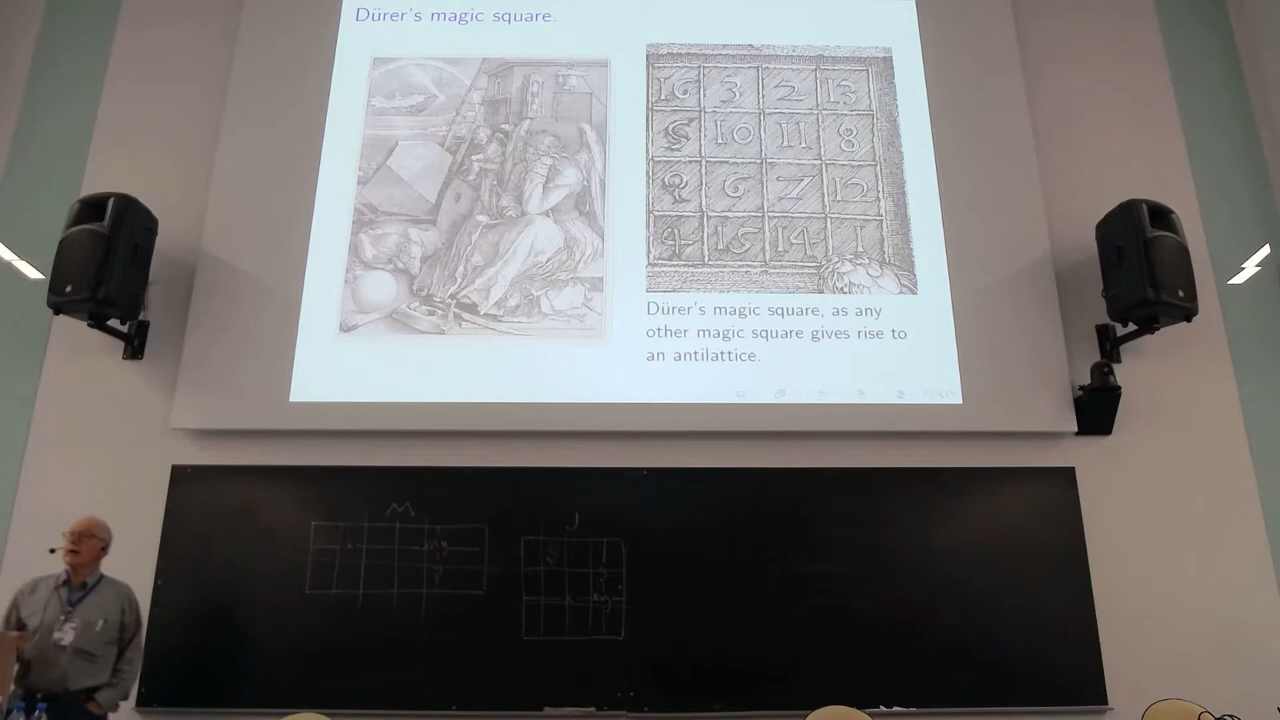 Dürer's magic square.
16 3 2 13
5 10 11 8
9 6 7 12
4 15 14 1
Dürer's magic square, as any
other magic square gives rise to
an antilattice.
M
J
x
x